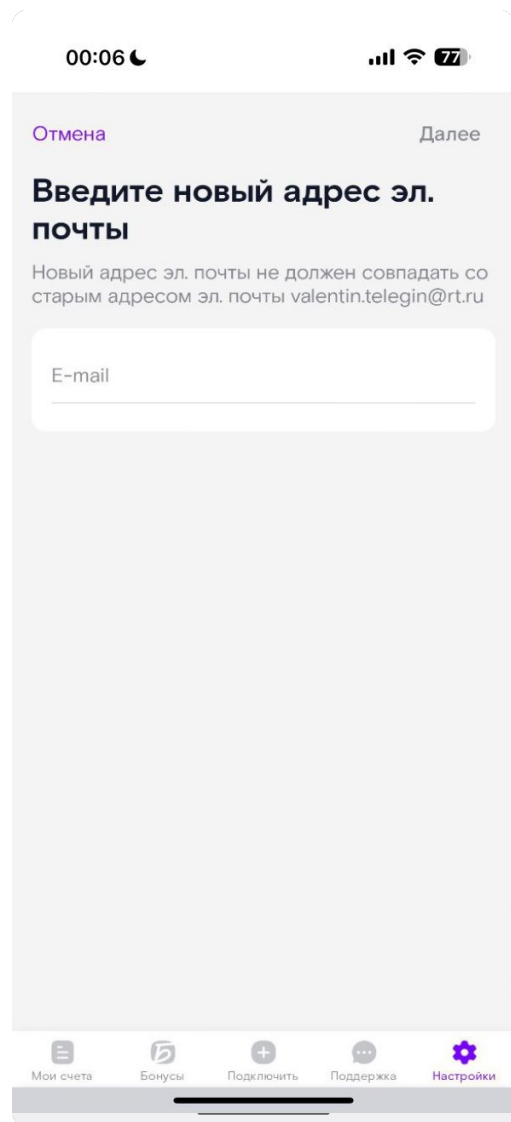 00:06
77
Отмена
Далее
Введите новый адрес эл.
почты
Новый адрес эл. почты не должен совпадать со
старым адресом эл. почты valentin.telegin@rt.ru
E-mail
Мои счета
Бонусы
Подключить
Поддержка
Настройки